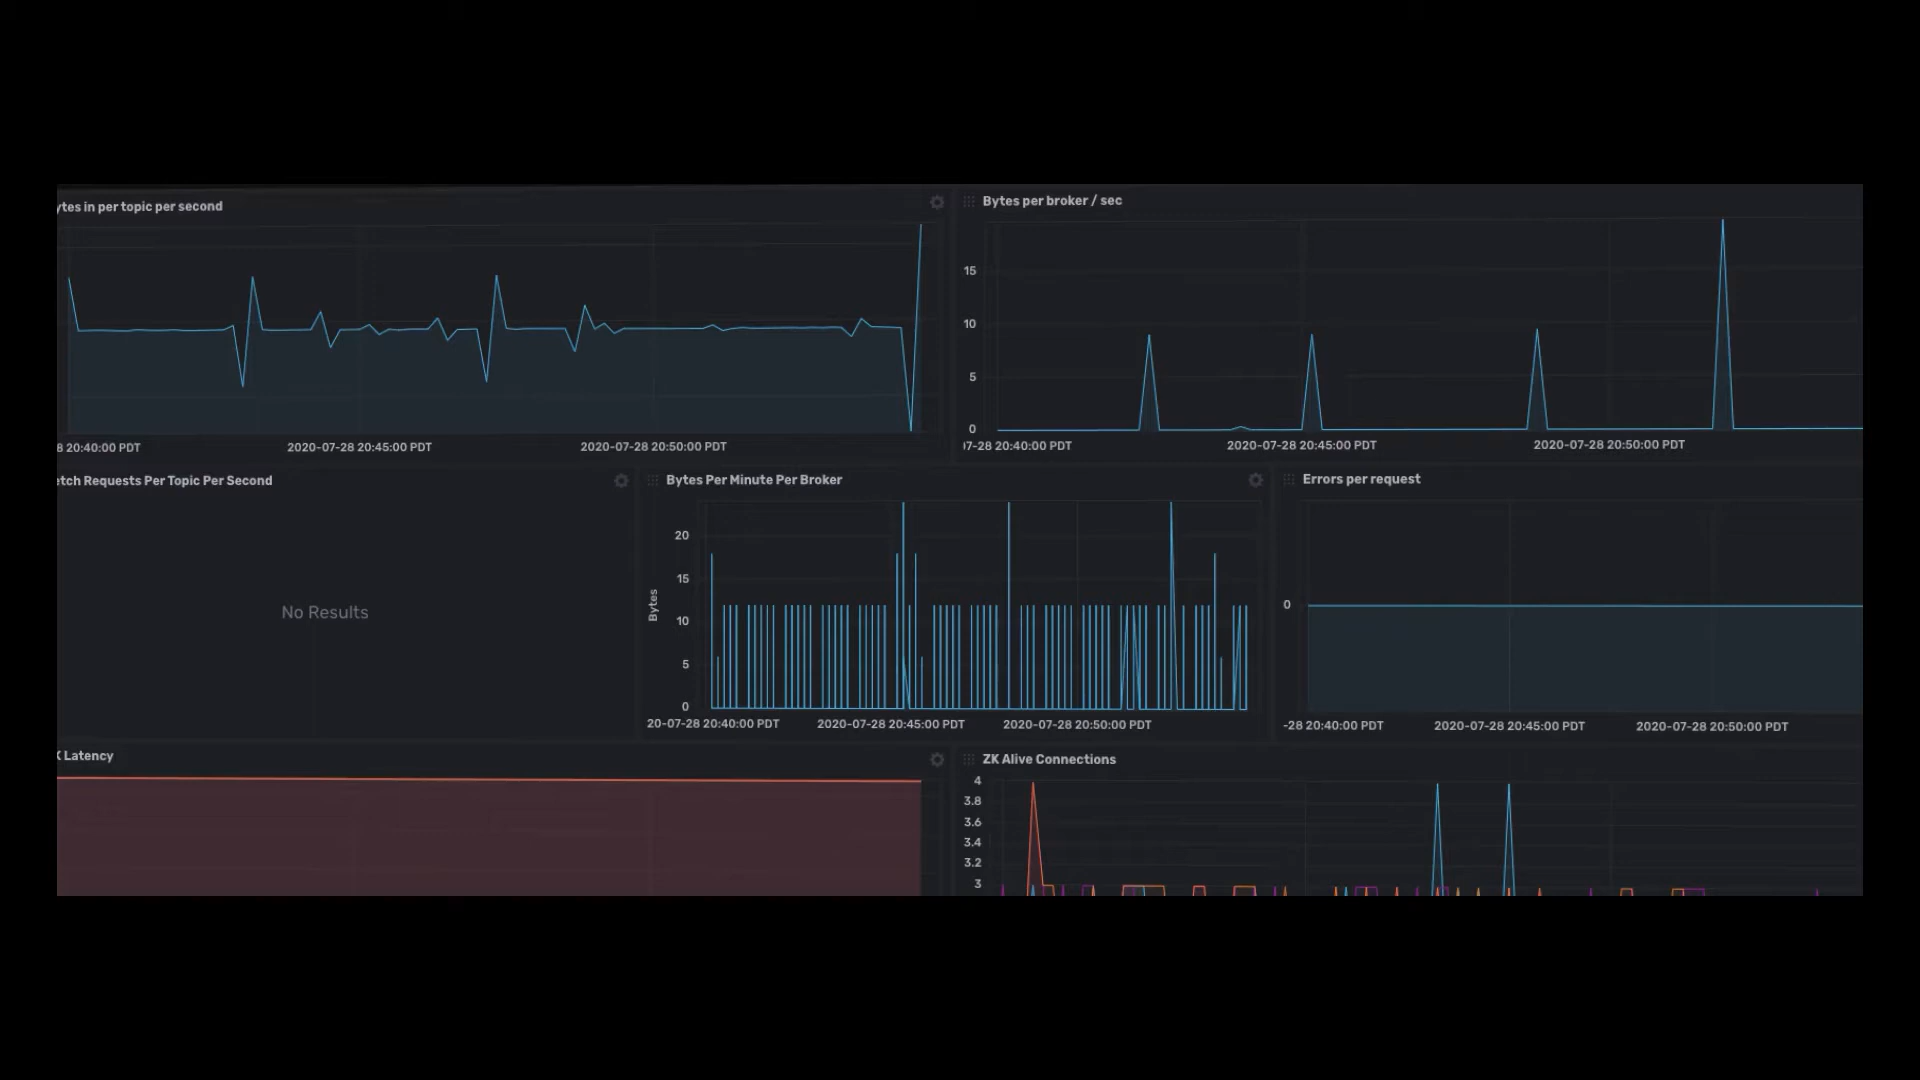 ytes in per topic per second
8 20:40:00 PDT
2020-07-28 20:45:00 PDT
2020-07-28 20:50:00 PDT
Bytes per broker / sec
15
10
5
0
7-28 20:40:00 PDT
2020-07-28 20:45:00 PDT
2020-07-28 20:50:00 PDT
etch Requests Per Topic Per Second
No Results
Bytes Per Minute Per Broker
Bytes
20
15
10
5
0
20-07-28 20:40:00 PDT
2020-07-28 20:45:00 PDT
2020-07-28 20:50:00 PDT
Errors per request
0
-28 20:40:00 PDT
2020-07-28 20:45:00 PDT
2020-07-28 20:50:00 PDT
K Latency
ZK Alive Connections
4
3.8
3.6
3.4
3.2
3